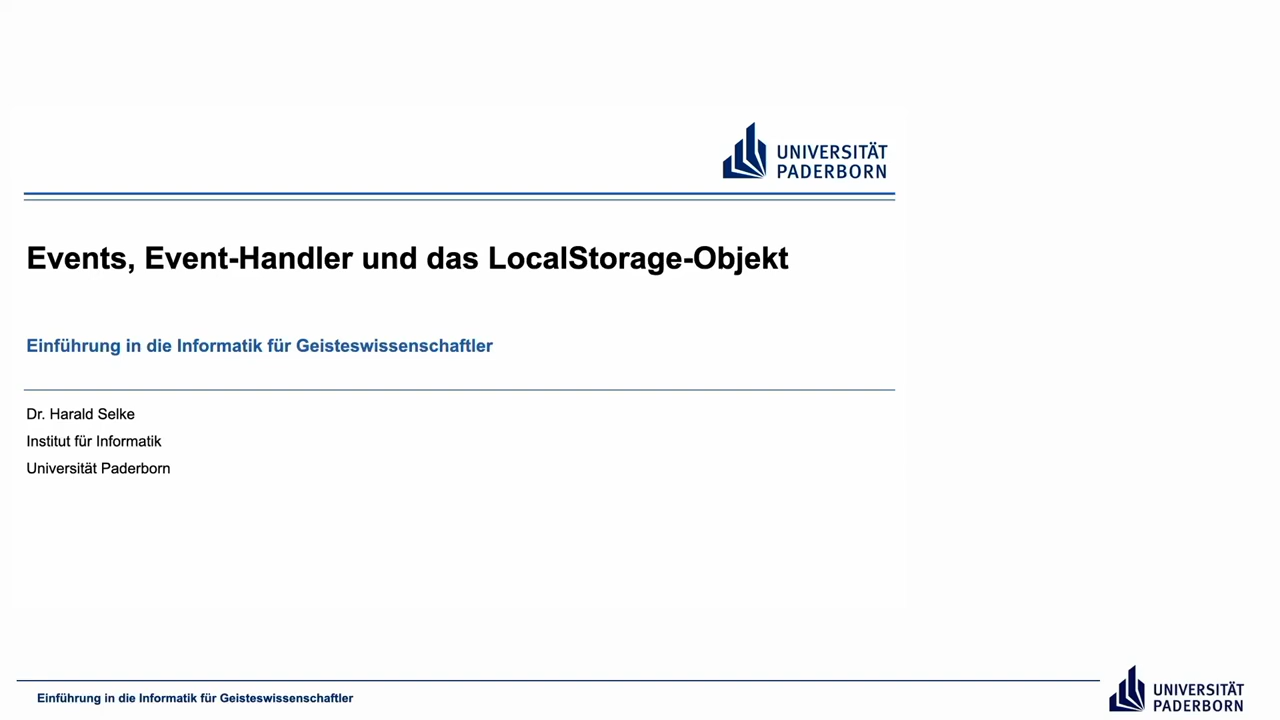 UNIVERSITÄT
PADERBORN
Events, Event-Handler und das LocalStorage-Objekt
Einführung in die Informatik für Geisteswissenschaftler
Dr. Harald Selke
Institut für Informatik
Universität Paderborn
Einführung in die Informatik für Geisteswissenschaftler
UNIVERSITÄT
PADERBORN